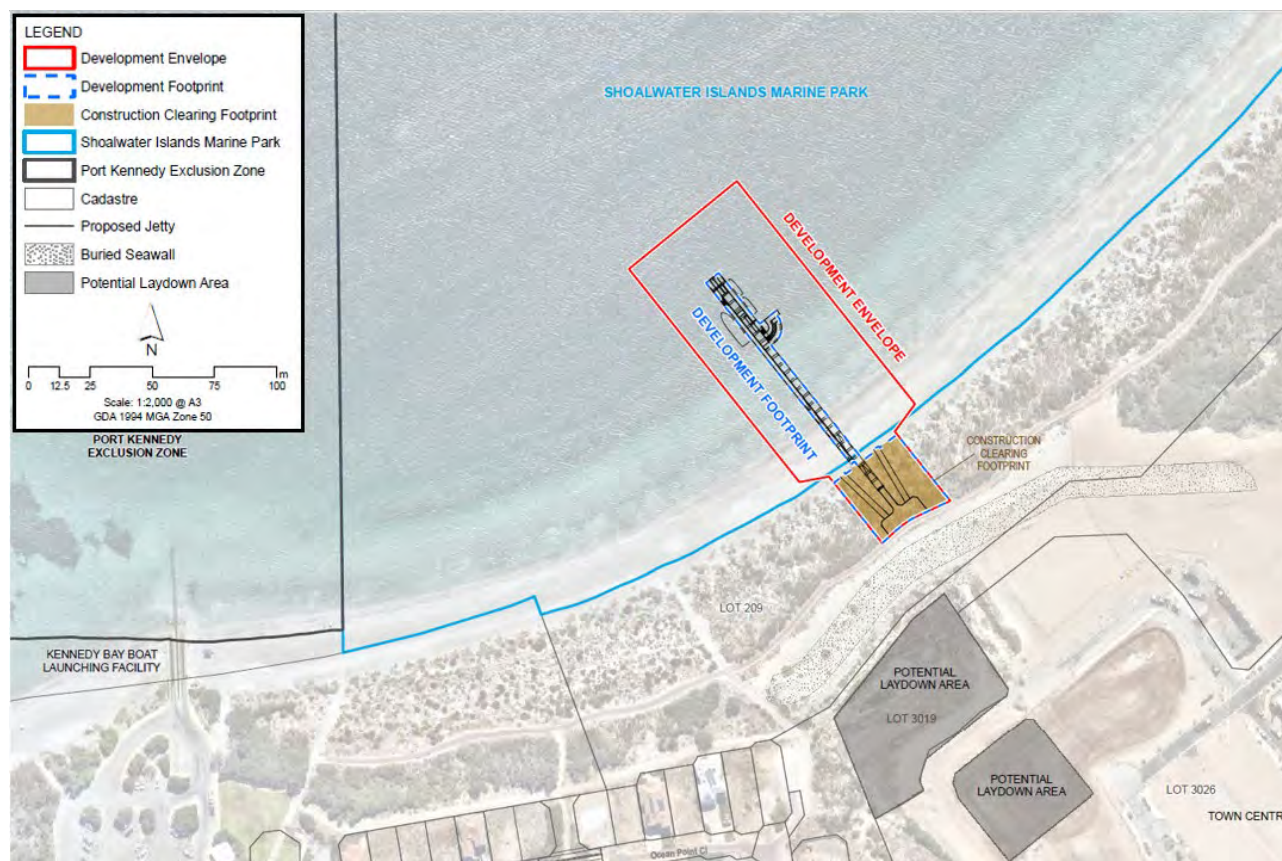 LEGEND
Development Envelope
Development Footprint
Construction Clearing Footprint
Shoalwater Islands Marine Park
Port Kennedy Exclusion Zone
Cadastre
Proposed Jetty
Buried Seawall
Potential Laydown Area
N
0 12.5 25 50 75 100 m
Scale: 1:2,000 @ A3
GDA 1994 MGA Zone 50
PORT KENNEDY
EXCLUSION ZONE
SHOALWATER ISLANDS MARINE PARK
DEVELOPMENT ENVELOPE
DEVELOPMENT FOOTPRINT
CONSTRUCTION
CLEARING
FOOTPRINT
LOT 209
KENNEDY BAY BOAT
LAUNCHING FACILITY
POTENTIAL
LAYDOWN AREA
LOT 3019
POTENTIAL
LAYDOWN AREA
LOT 3026
TOWN CENTR
Ocean Point Cl